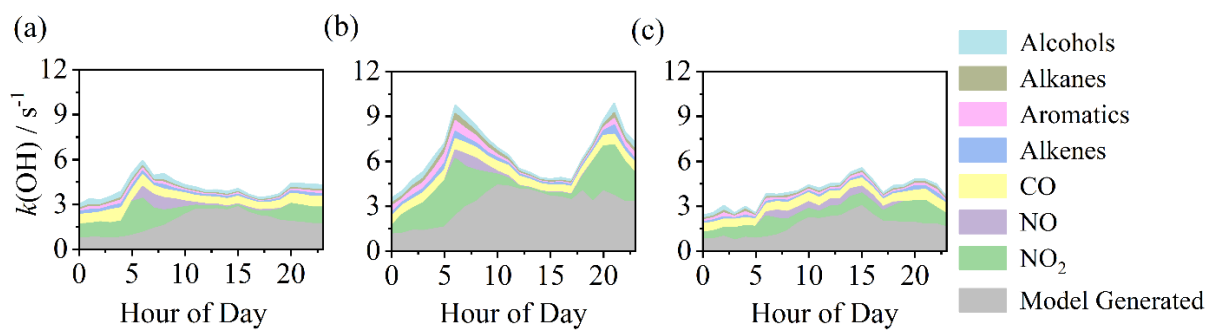 (a)
(b)
(c)
k(OH) / s⁻¹
12
9
6
3
0
0 5 10 15 20
Hour of Day
12
9
6
3
0
0 5 10 15 20
Hour of Day
12
9
6
3
0
0 5 10 15 20
Hour of Day
Alcohols
Alkanes
Aromatics
Alkenes
CO
NO
NO₂
Model Generated